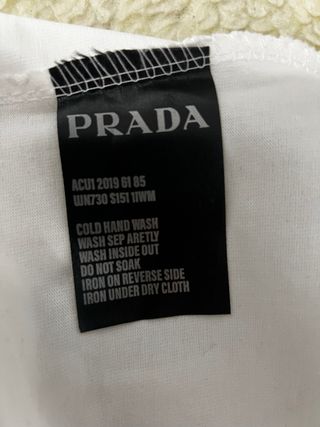 PRADA
ACU1 2019 61 85
WN730 S151 11WM
COLD HAND WASH
WASH SEP ARETLY
WASH INSIDE OUT
DO NOT SOAK
IRON ON REVERSE SIDE
IRON UNDER DRY CLOTH